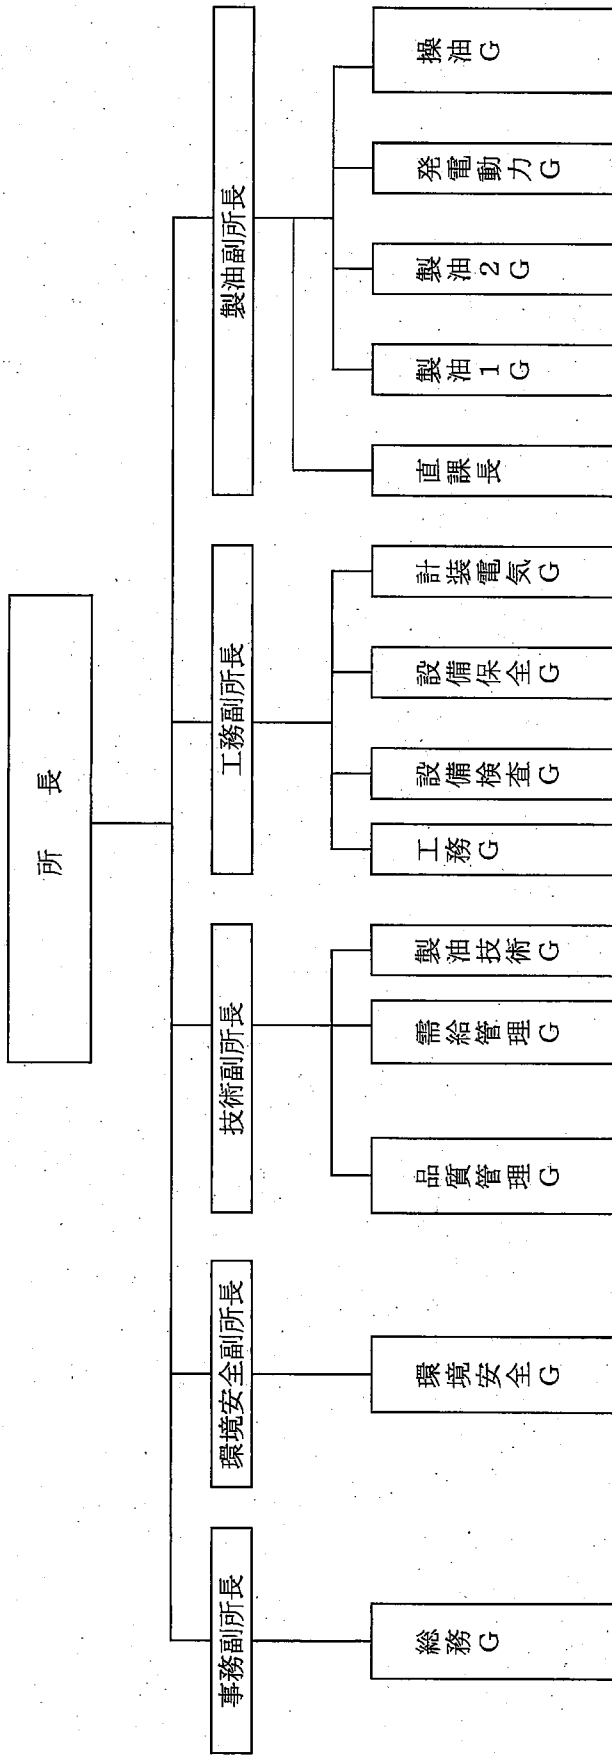 所長
事務副所長
環境安全副所長
技術副所長
工務副所長
製油副所長
総務G
環境安全G
品質管理G
需給管理G
製油技術G
工務G
設備検査G
設備保全G
計装電気G
直課長
製油1G
製油2G
発電動力G
操油G